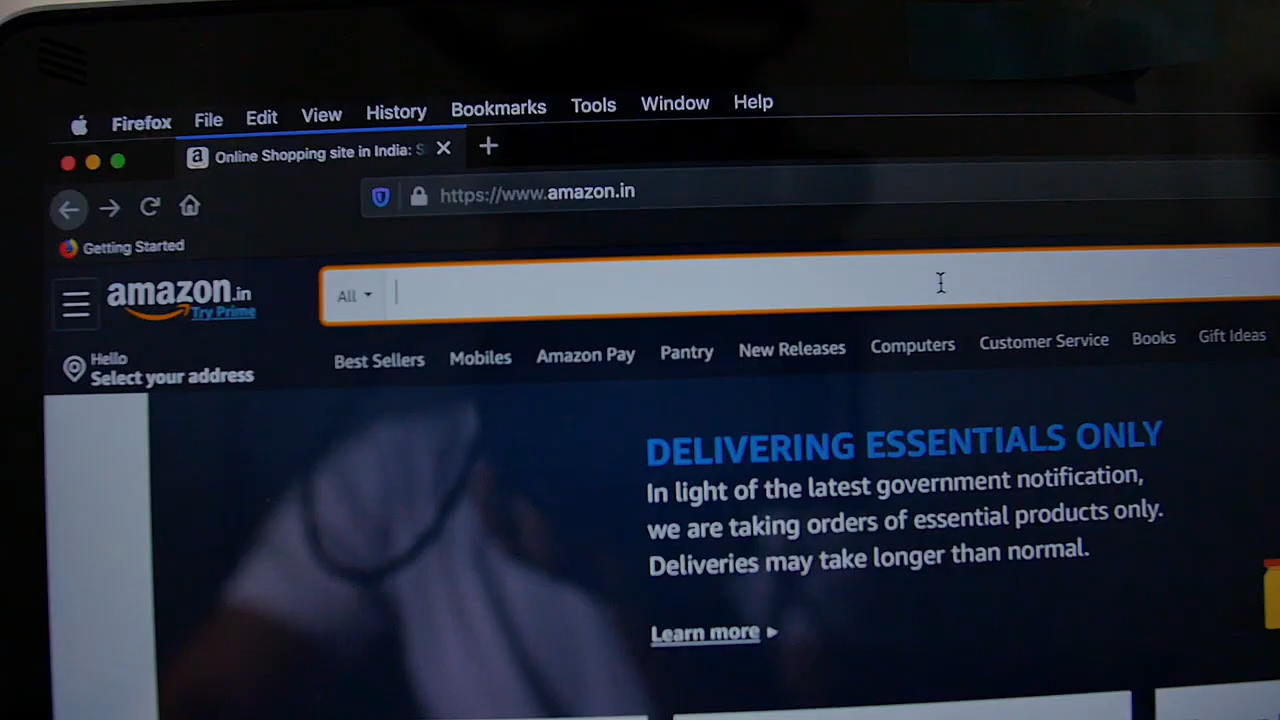 Firefox File Edit View History Bookmarks Tools Window Help
Online Shopping site in India: S
https://www.amazon.in
Getting Started
amazon.in
Try Prime
All
Hello
Select your address
Best Sellers Mobiles Amazon Pay Pantry New Releases Computers Customer Service Books Gift Ideas
DELIVERING ESSENTIALS ONLY
In light of the latest government notification,
we are taking orders of essential products only.
Deliveries may take longer than normal.
Learn more